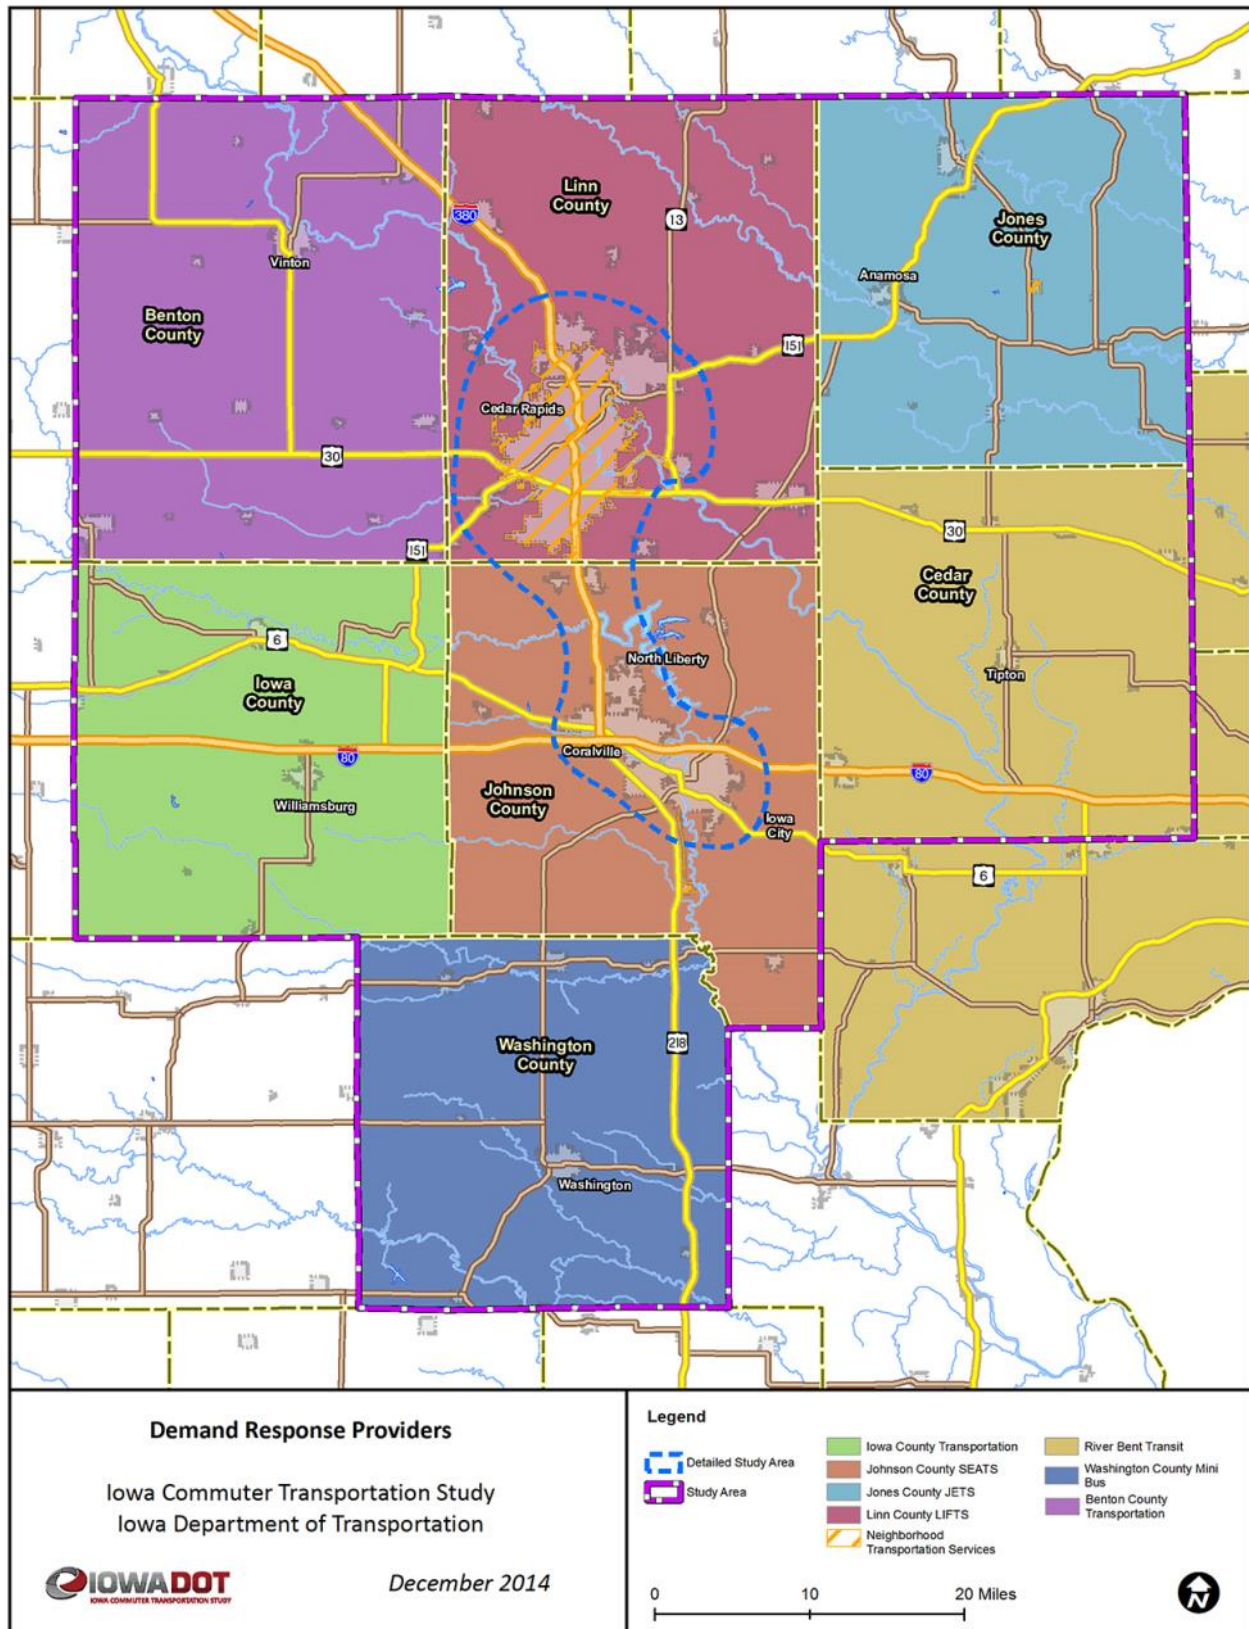 Linn
County
380
13
Jones
County
Vinton
Anamosa
Benton
County
151
Cedar Rapids
30
30
151
Cedar
County
6
North Liberty
Iowa
County
Tipton
80
Coralville
80
Johnson
County
Williamsburg
Iowa
City
6
Washington
County
218
Washington
Demand Response Providers
Iowa Commuter Transportation Study
Iowa Department of Transportation
IOWADOT
IOWA COMMUTER TRANSPORTATION STUDY
December 2014
Legend
Detailed Study Area
Study Area
Iowa County Transportation
Johnson County SEATS
Jones County JETS
Linn County LIFTS
Neighborhood
Transportation Services
River Bent Transit
Washington County Mini
Bus
Benton County
Transportation
0 10 20 Miles
N